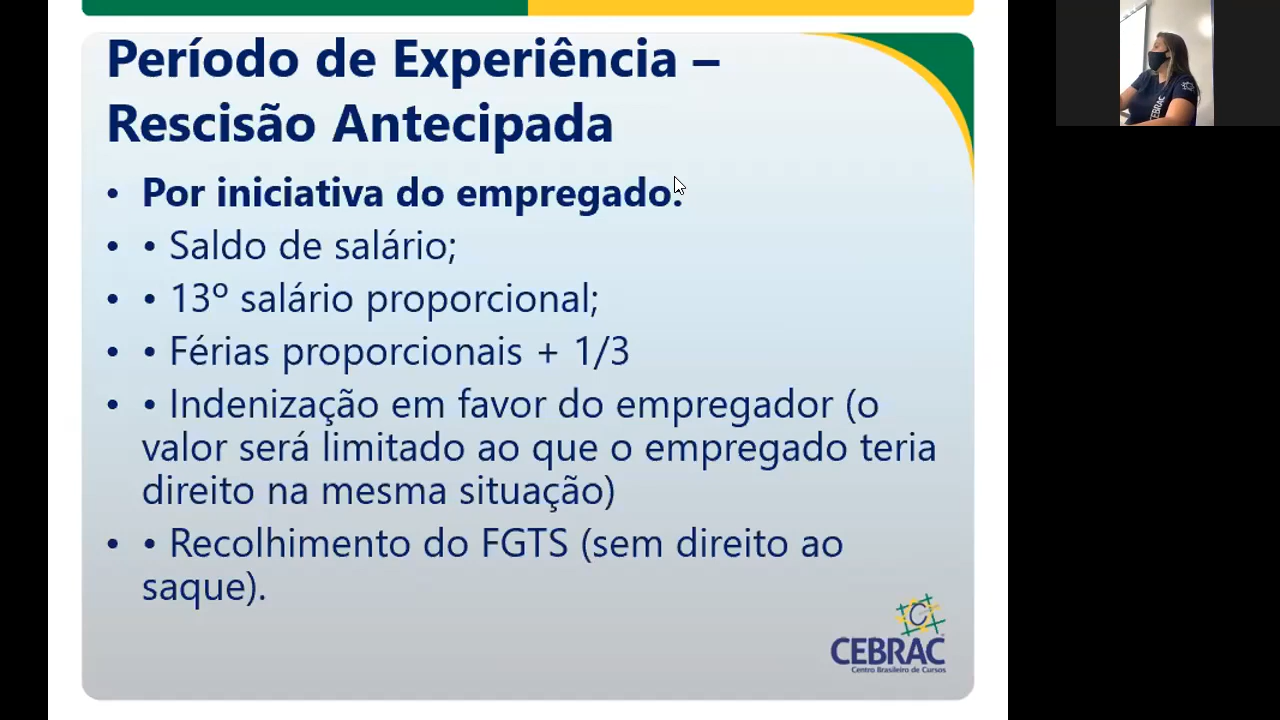 Período de Experiência –
Rescisão Antecipada
• Por iniciativa do empregado:
• • Saldo de salário;
• • 13º salário proporcional;
• • Férias proporcionais + 1/3
• • Indenização em favor do empregador (o
valor será limitado ao que o empregado teria
direito na mesma situação)
• • Recolhimento do FGTS (sem direito ao
saque).
CEBRAC
Centro Brasileiro de Cursos
CEBRAC